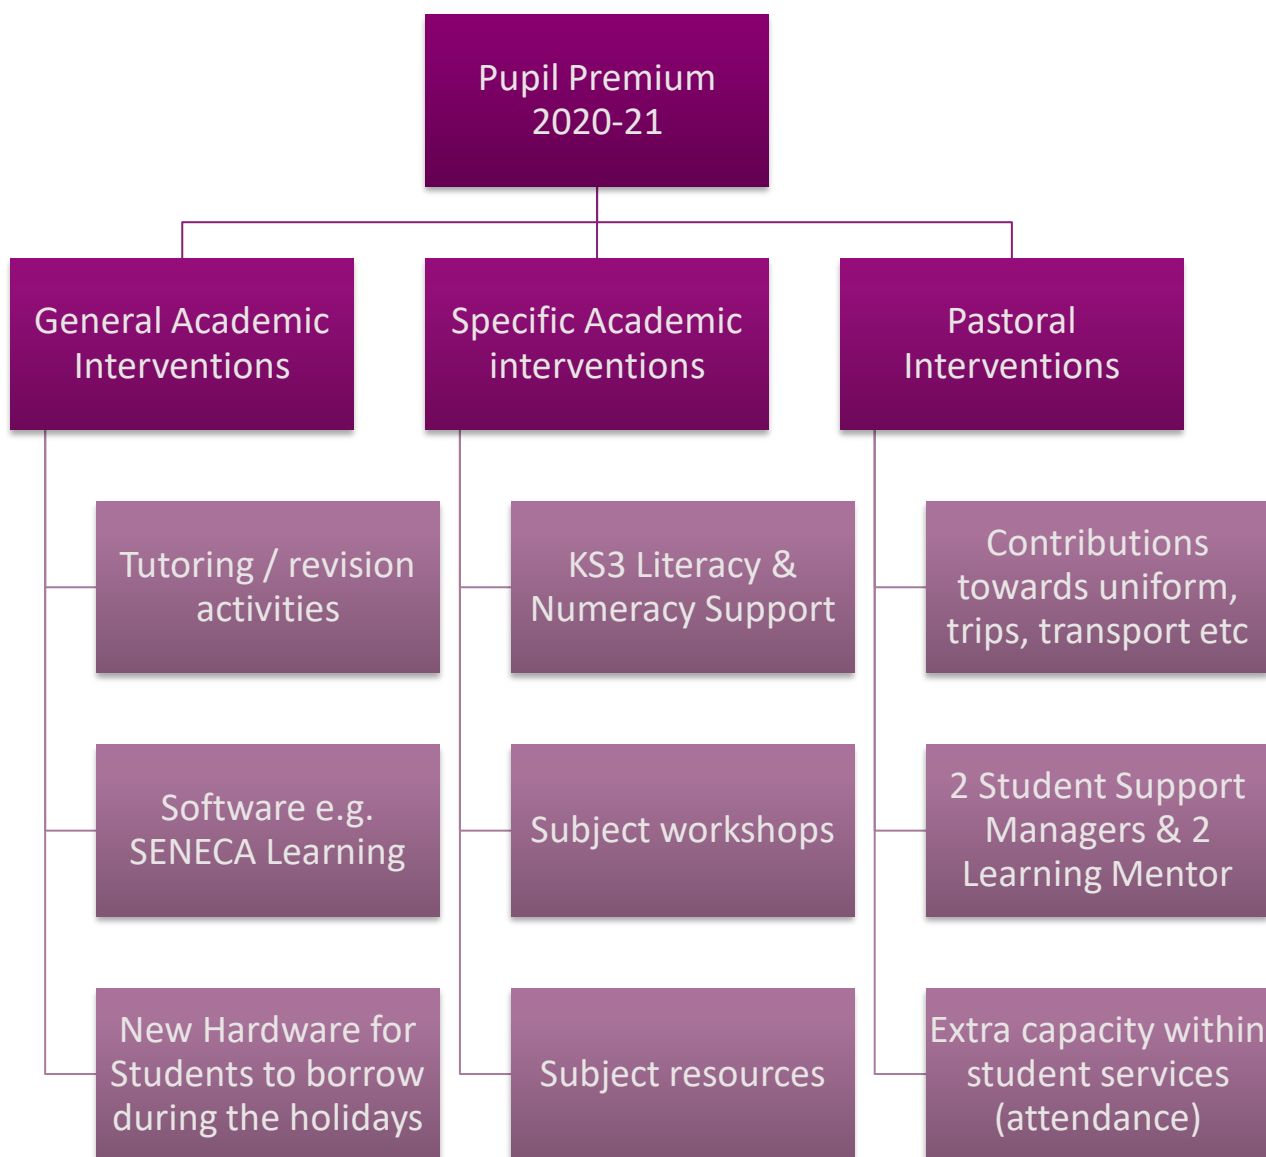 Pupil Premium
2020-21
General Academic
Interventions
Specific Academic
interventions
Pastoral
Interventions
Tutoring / revision
activities
KS3 Literacy &
Numeracy Support
Contributions
towards uniform,
trips, transport etc
Software e.g.
SENECA Learning
Subject workshops
2 Student Support
Managers & 2
Learning Mentor
New Hardware for
Students to borrow
during the holidays
Subject resources
Extra capacity within
student services
(attendance)